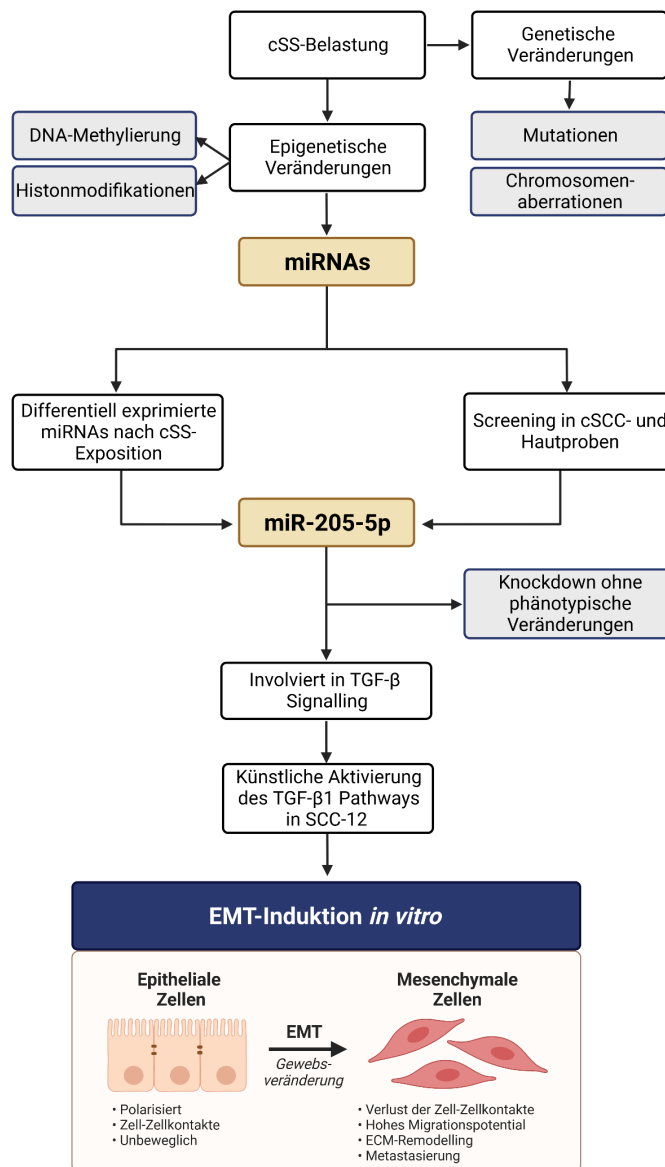 cSS-Belastung
Genetische
Veränderungen
DNA-Methylierung
Histonmodifikationen
Epigenetische
Veränderungen
Mutationen
Chromosomen-
aberrationen
miRNAs
Differentiell exprimierte
miRNAs nach cSS-
Exposition
Screening in cSCC- und
Hautproben
miR-205-5p
Knockdown ohne
phänotypische
Veränderungen
Involviert in TGF-β
Signalling
Künstliche Aktivierung
des TGF-β1 Pathways
in SCC-12
EMT-Induktion in vitro
Epitheliale
Zellen
EMT
Gewebs-
veränderung
Mesenchymale
Zellen
• Polarisiert
• Zell-Zellkontakte
• Unbeweglich
• Verlust der Zell-Zellkontakte
• Hohes Migrationspotential
• ECM-Remodelling
• Metastasierung